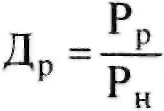 Др = Рр / Рн